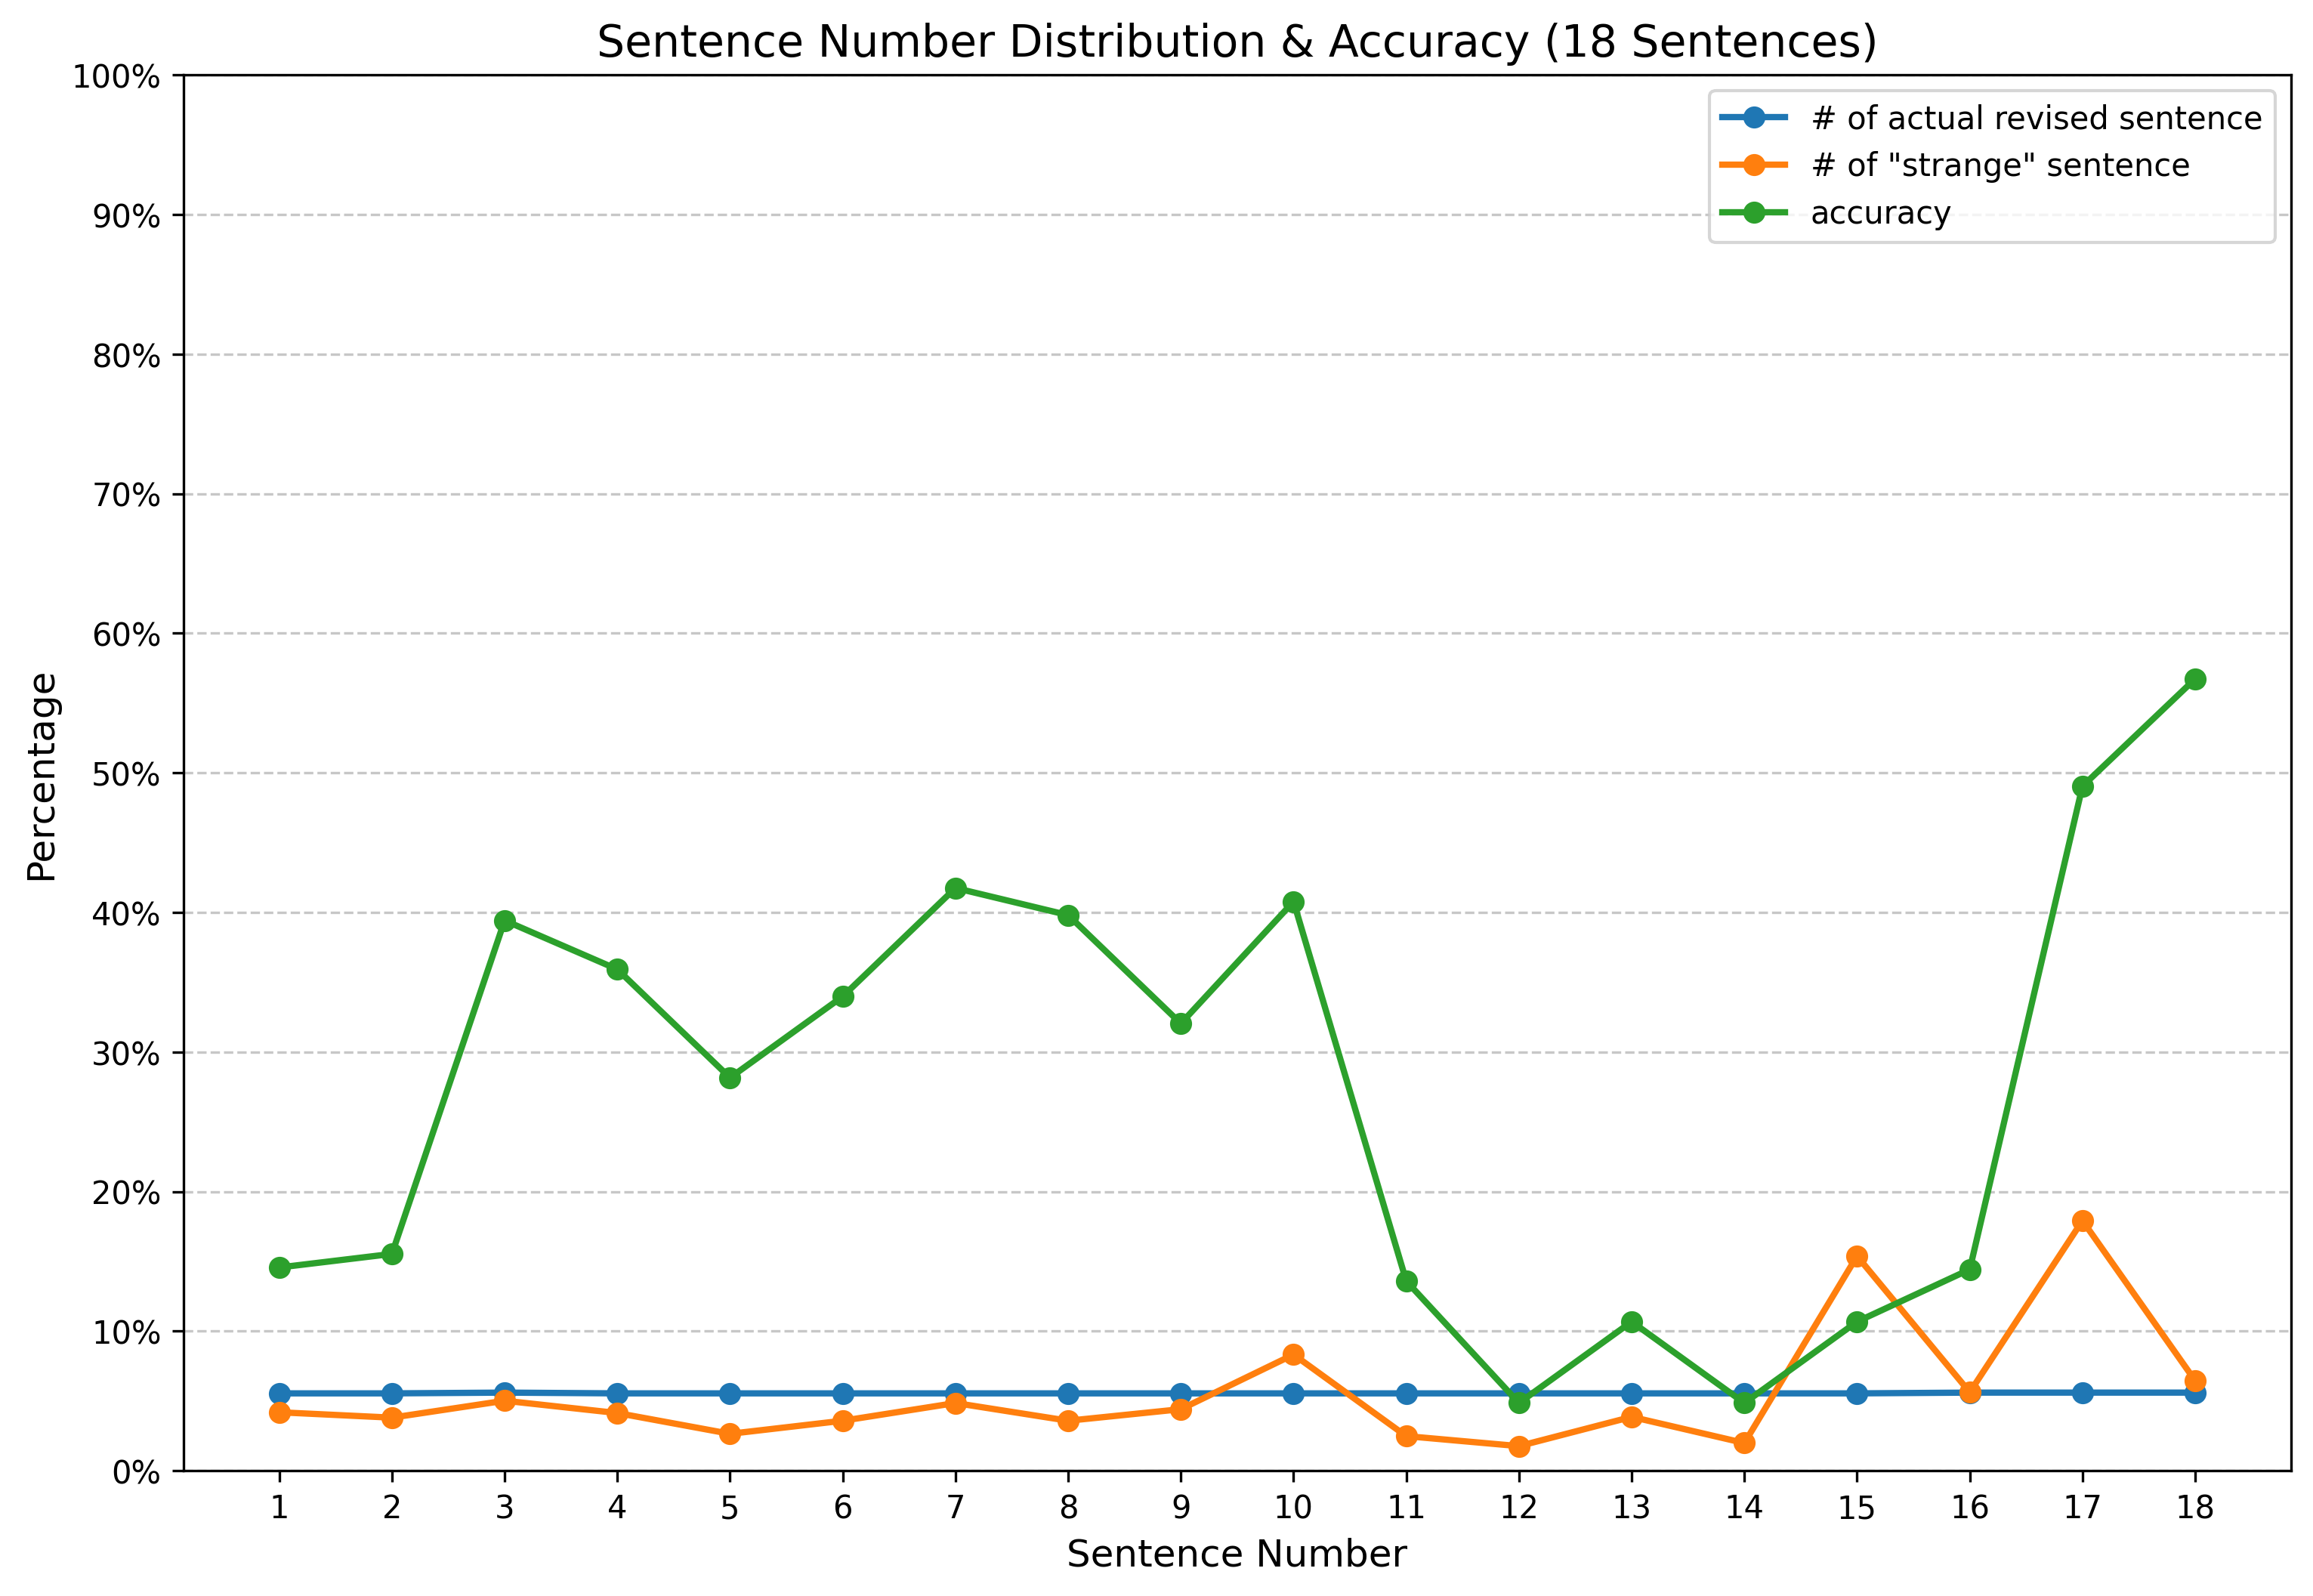 Sentence Number Distribution & Accuracy (18 Sentences)
100%
90%
80%
70%
60%
50%
40%
30%
20%
10%
0%
Percentage
# of actual revised sentence
# of "strange" sentence
accuracy
1 2 3 4 5 6 7 8 9 10 11 12 13 14 15 16 17 18
Sentence Number